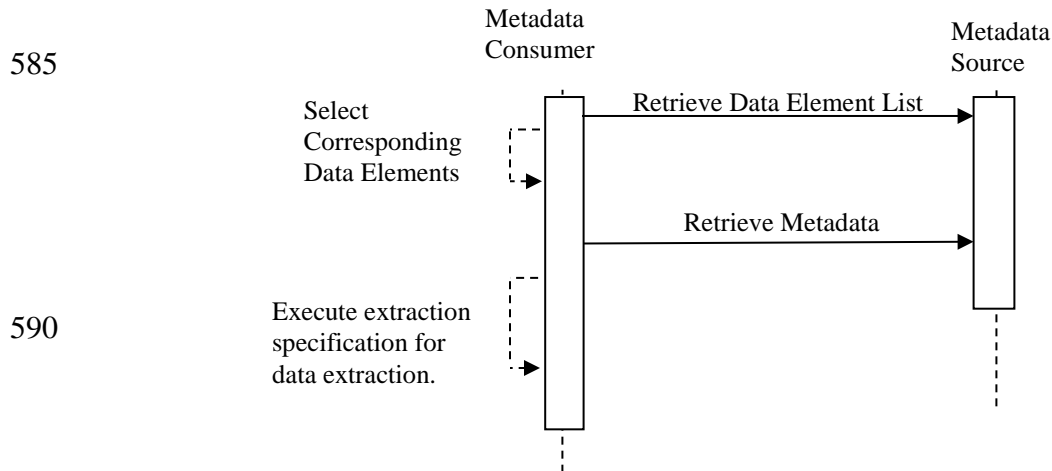 Metadata
Consumer
Metadata
Source
585
Retrieve Data Element List
Select
Corresponding
Data Elements
Retrieve Metadata
590
Execute extraction
specification for
data extraction.